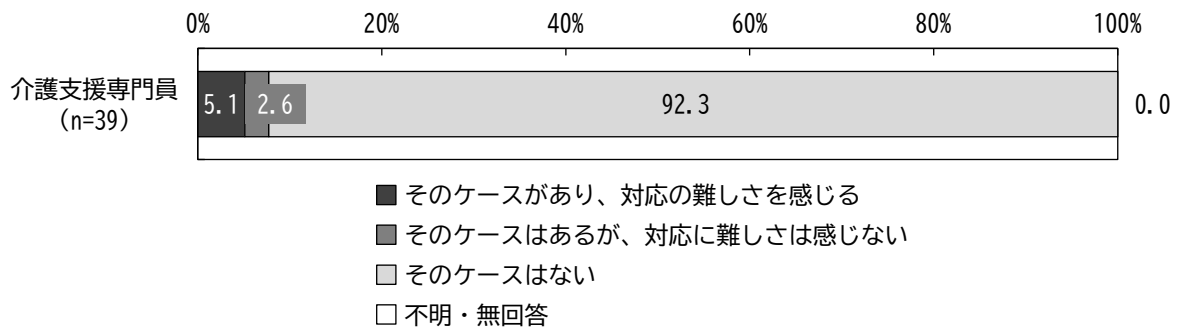 0% 20% 40% 60% 80% 100%
介護支援専門員
(n=39)
5.1 2.6 92.3 0.0
そのケースがあり、対応の難しさを感じる
そのケースはあるが、対応に難しさは感じない
そのケースはない
不明・無回答